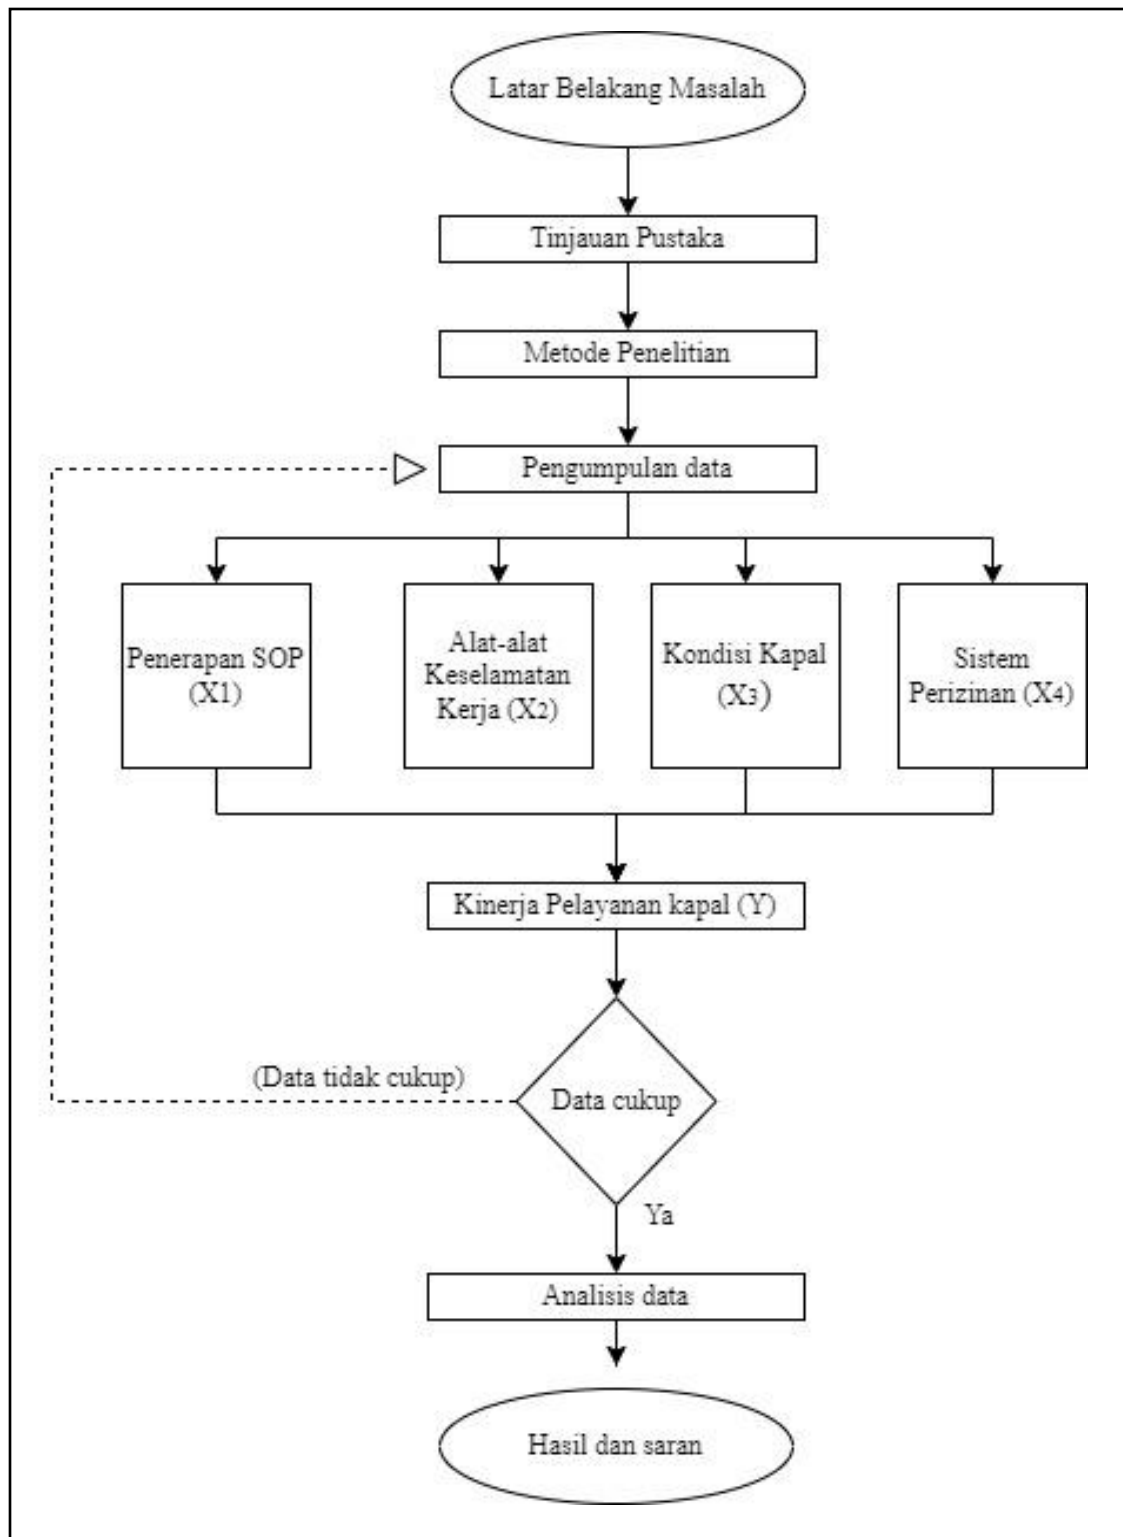 Latar Belakang Masalah
Tinjauan Pustaka
Metode Penelitian
Pengumpulan data
Penerapan SOP
(X1)
Alat-alat
Keselamatan
Kerja (X2)
Kondisi Kapal
(X3)
Sistem
Perizinan (X4)
Kinerja Pelayanan kapal (Y)
(Data tidak cukup)
Data cukup
Ya
Analisis data
Hasil dan saran